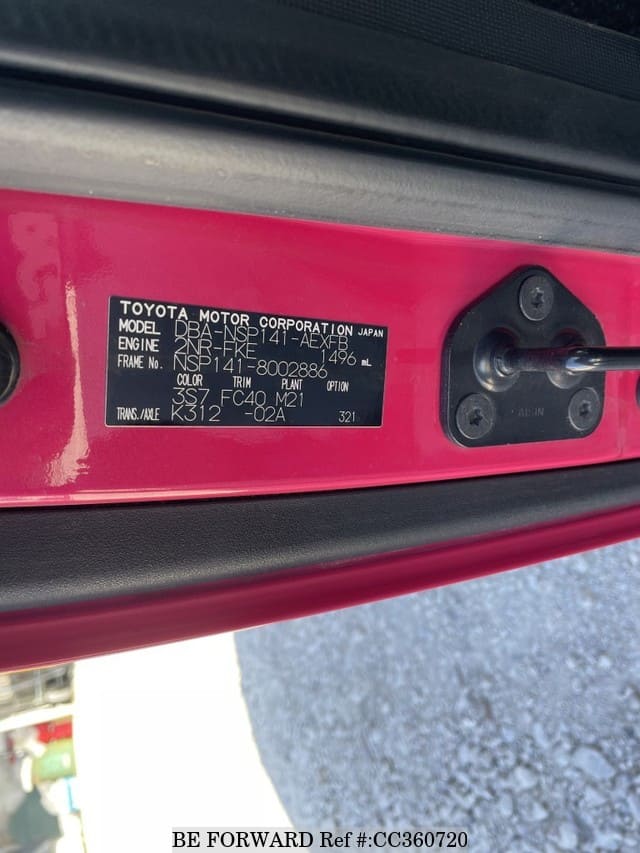 TOYOTA MOTOR CORPORATION JAPAN
MODEL DBA-NSP141-AEXFB
ENGINE 2NR-FKE 1496 mL
FRAME No. NSP141-8002886
COLOR TRIM PLANT OPTION
3S7 FC40 M21
TRANS./AXLE K312 -02A 321
AISIN
BE FORWARD Ref #:CC360720